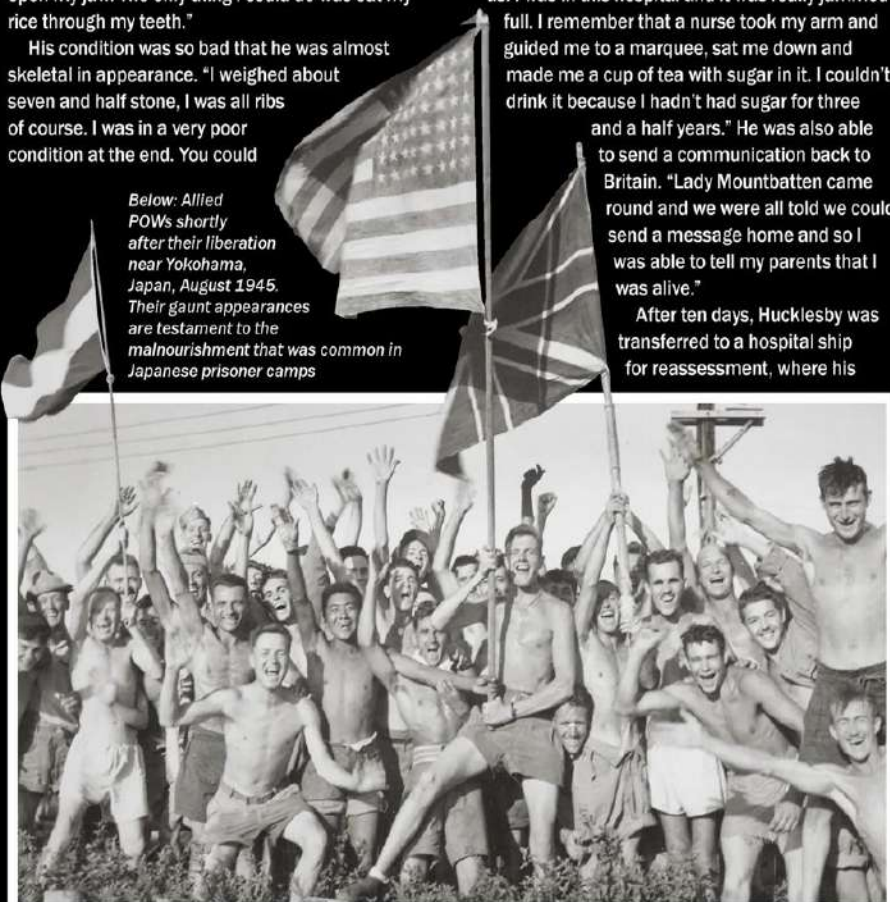 rice through my teeth."
His condition was so bad that he was almost
skeletal in appearance. "I weighed about
seven and half stone, I was all ribs
of course. I was in a very poor
condition at the end. You could
Below: Allied
POWs shortly
after their liberation
near Yokohama,
Japan, August 1945.
Their gaunt appearances
are testament to the
malnourishment that was common in
Japanese prisoner camps
full. I remember that a nurse took my arm and
guided me to a marquee, sat me down and
made me a cup of tea with sugar in it. I couldn't
drink it because I hadn't had sugar for three
and a half years." He was also able
to send a communication back to
Britain. "Lady Mountbatten came
round and we were all told we could
send a message home and so I
was able to tell my parents that I
was alive."
After ten days, Hucklesby was
transferred to a hospital ship
for reassessment, where his